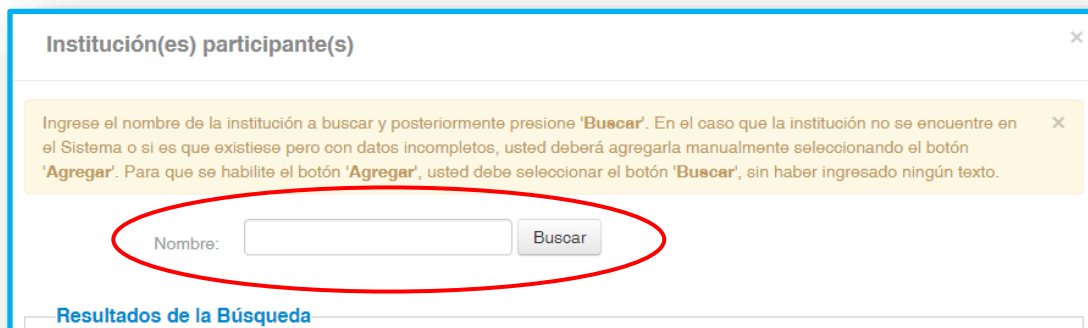 Institución(es) participante(s)
×
Ingrese el nombre de la institución a buscar y posteriormente presione 'Buscar'. En el caso que la institución no se encuentre en
×
el Sistema o si es que existiese pero con datos incompletos, usted deberá agregarla manualmente seleccionando el botón
'Agregar'. Para que se habilite el botón 'Agregar', usted debe seleccionar el botón 'Buscar', sin haber ingresado ningún texto.
Nombre: Buscar
Resultados de la Búsqueda